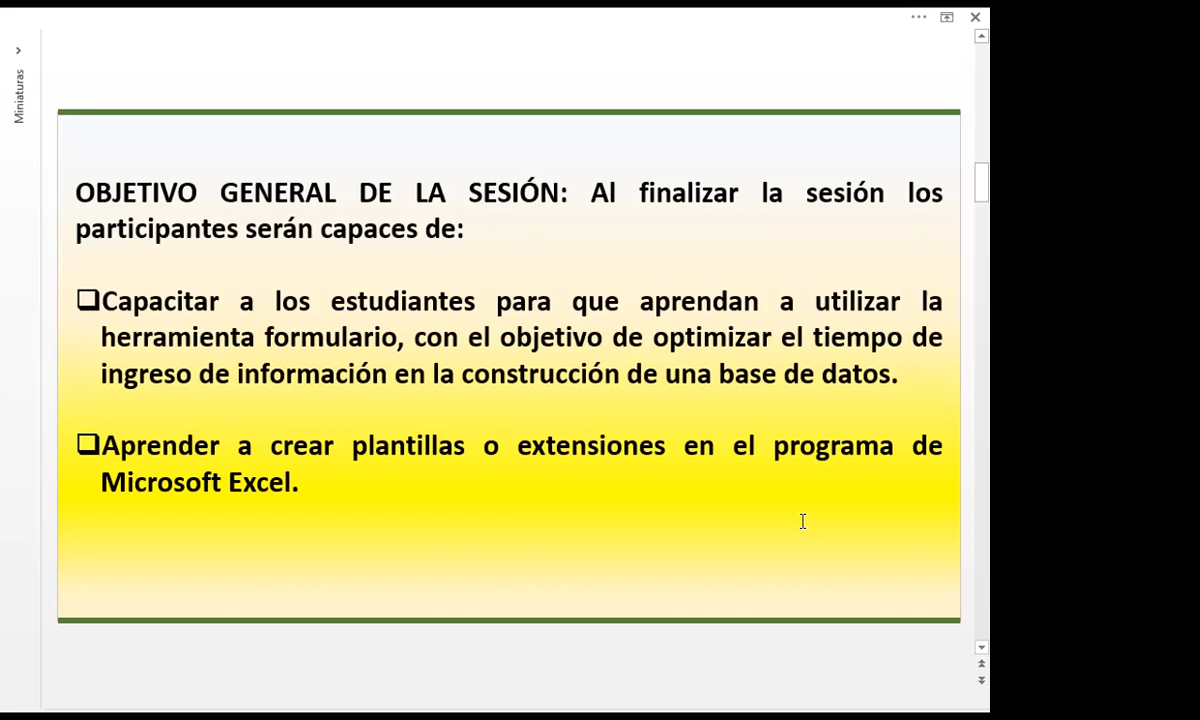 Miniaturas
OBJETIVO GENERAL DE LA SESIÓN: Al finalizar la sesión los
participantes serán capaces de:
❑Capacitar a los estudiantes para que aprendan a utilizar la
herramienta formulario, con el objetivo de optimizar el tiempo de
ingreso de información en la construcción de una base de datos.
❑Aprender a crear plantillas o extensiones en el programa de
Microsoft Excel.